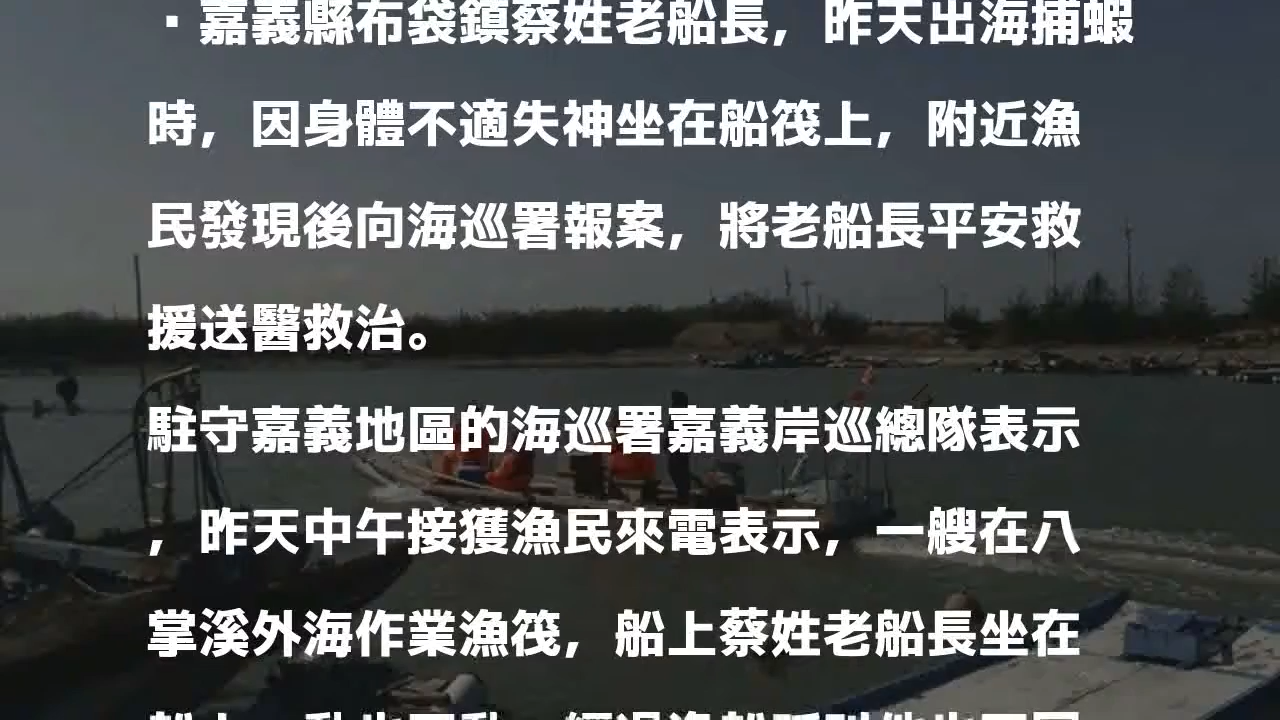 ·嘉義縣布袋鎮蔡姓老船長，昨天出海捕蝦
時，因身體不適失神坐在船筏上，附近漁
民發現後向海巡署報案，將老船長平安救
援送醫救治。
駐守嘉義地區的海巡署嘉義岸巡總隊表示
，昨天中午接獲漁民來電表示，一艘在八
掌溪外海作業漁筏，船上蔡姓老船長坐在